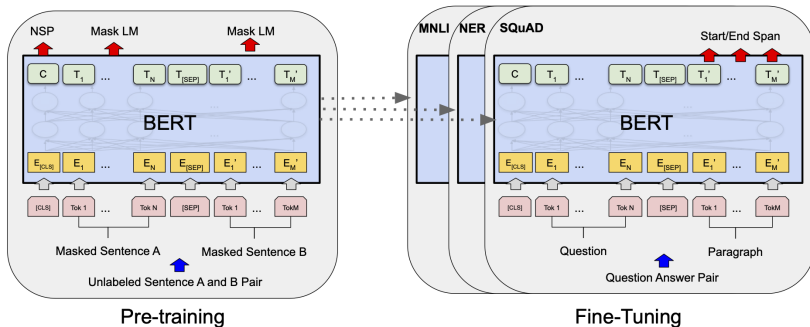 NSP Mask LM Mask LM
C T1 ... TN T[SEP] T1' ... TM'
BERT
E[CLS] E1 ... EN E[SEP] E1' ... EM'
[CLS] Tok 1 ... Tok N [SEP] Tok 1 ... TokM
Masked Sentence A Masked Sentence B
Unlabeled Sentence A and B Pair
Pre-training
MNLI NER SQuAD
Start/End Span
C T1 ... TN T[SEP] T1' ... TM'
BERT
E[CLS] E1 ... EN E[SEP] E1' ... EM'
[CLS] Tok 1 ... Tok N [SEP] Tok 1 ... TokM
Question Paragraph
Question Answer Pair
Fine-Tuning